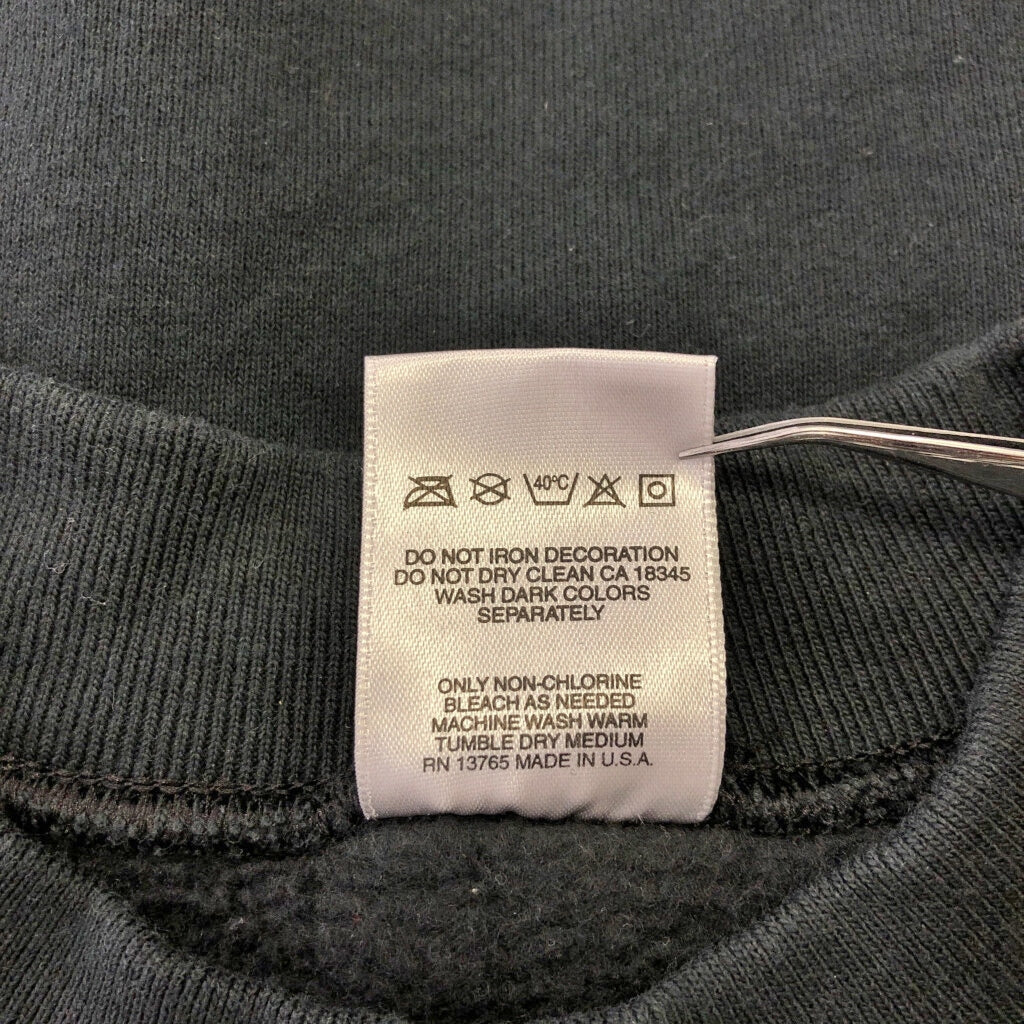 40°C
DO NOT IRON DECORATION
DO NOT DRY CLEAN CA 18345
WASH DARK COLORS
SEPARATELY
ONLY NON-CHLORINE
BLEACH AS NEEDED
MACHINE WASH WARM
TUMBLE DRY MEDIUM
RN 13765 MADE IN U.S.A.